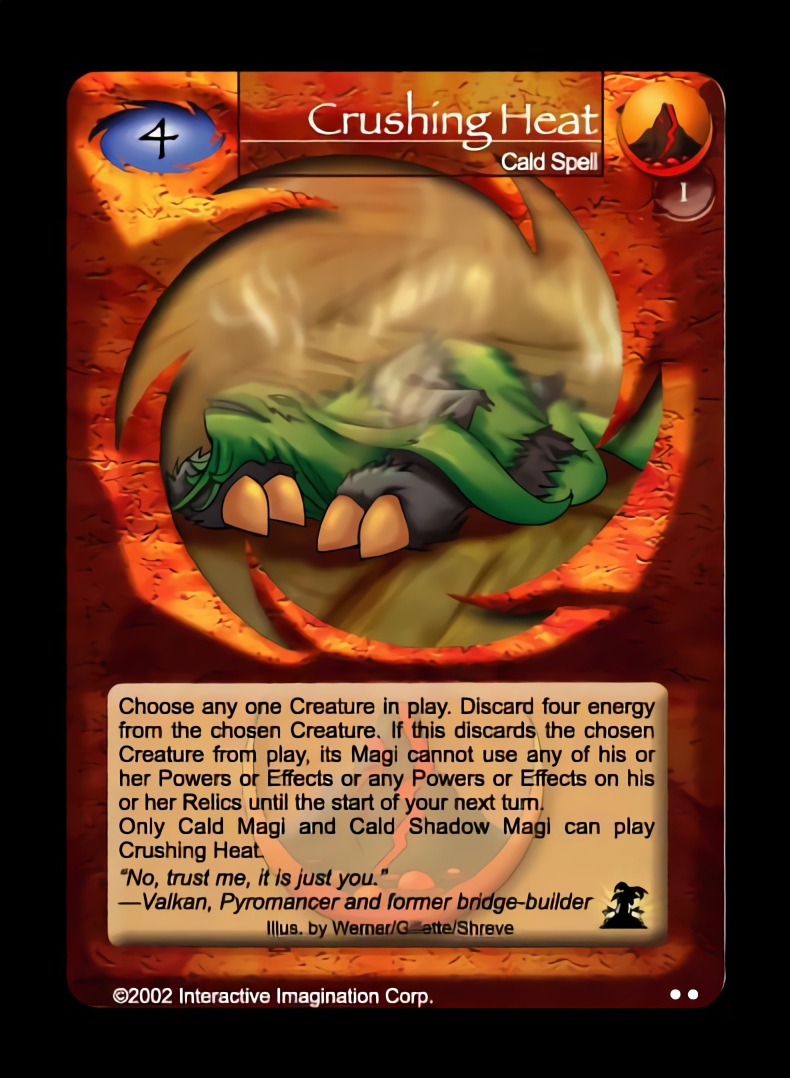 4
Crushing Heat
Cald Spell
I
Choose any one Creature in play. Discard four energy
from the chosen Creature. If this discards the chosen
Creature from play, its Magi cannot use any of his or
her Powers or Effects or any Powers or Effects on his
or her Relics until the start of your next turn.
Only Cald Magi and Cald Shadow Magi can play
Crushing Heat.
"No, trust me, it is just you."
—Valkan, Pyromancer and former bridge-builder
Illus. by Werner/ /Shreve
©2002 Interactive Imagination Corp.